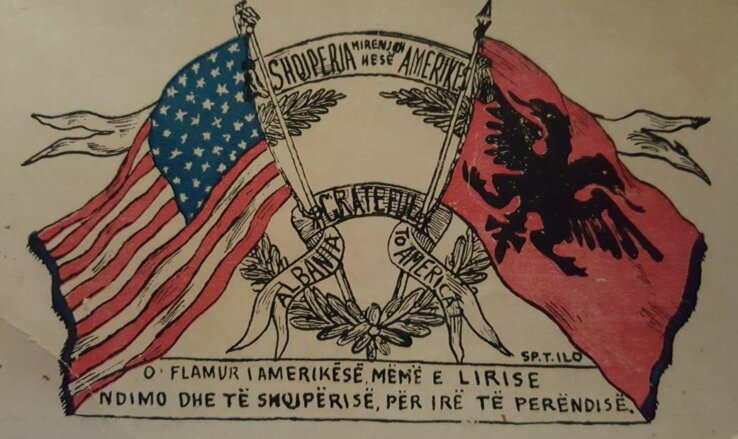 SHQIPERIA MIRENJOHESE AMERIKES
GRATEFUL
ALBANIA
TO AMERICA
SP.T.ILO
O' FLAMUR I AMERIKËSË, MËMË E LIRISE
NDIMO DHE TË SHQIPËRISË, PËR IRË TË PERËNDISË.